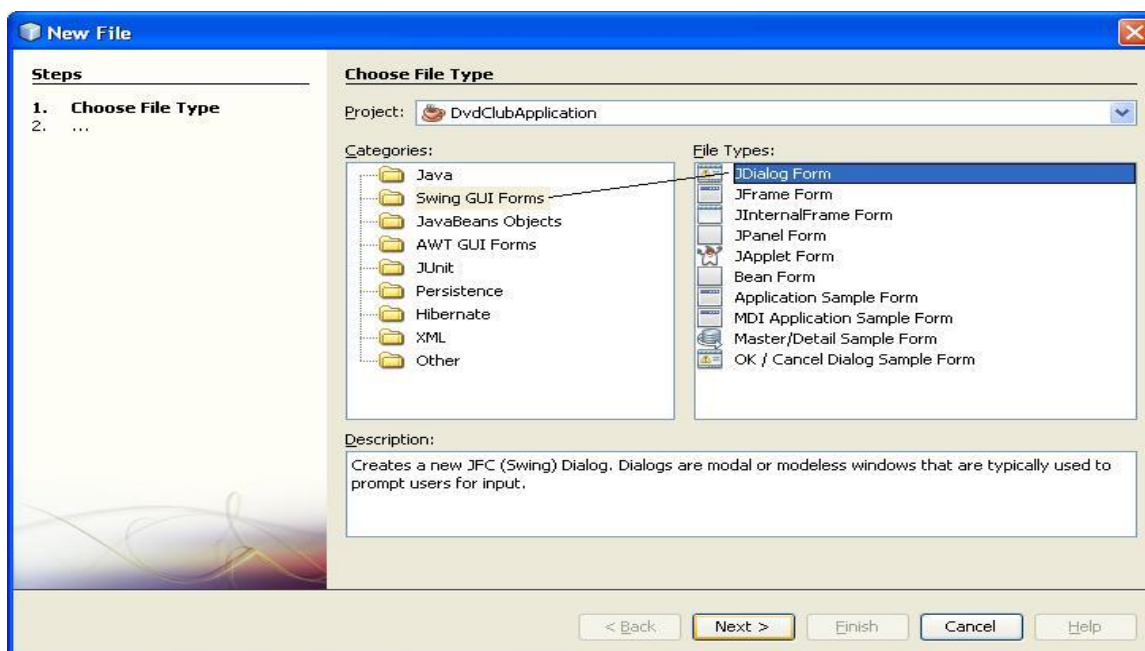 New File
Steps
1. Choose File Type
2. ...
Choose File Type
Project: DvdClubApplication
Categories:
Java
Swing GUI Forms
JavaBeans Objects
AWT GUI Forms
JUnit
Persistence
Hibernate
XML
Other
File Types:
JDialog Form
JFrame Form
JInternalFrame Form
JPanel Form
JApplet Form
Bean Form
Application Sample Form
MDI Application Sample Form
Master/Detail Sample Form
OK / Cancel Dialog Sample Form
Description:
Creates a new JFC (Swing) Dialog. Dialogs are modal or modeless windows that are typically used to
prompt users for input.
< Back Next > Finish Cancel Help